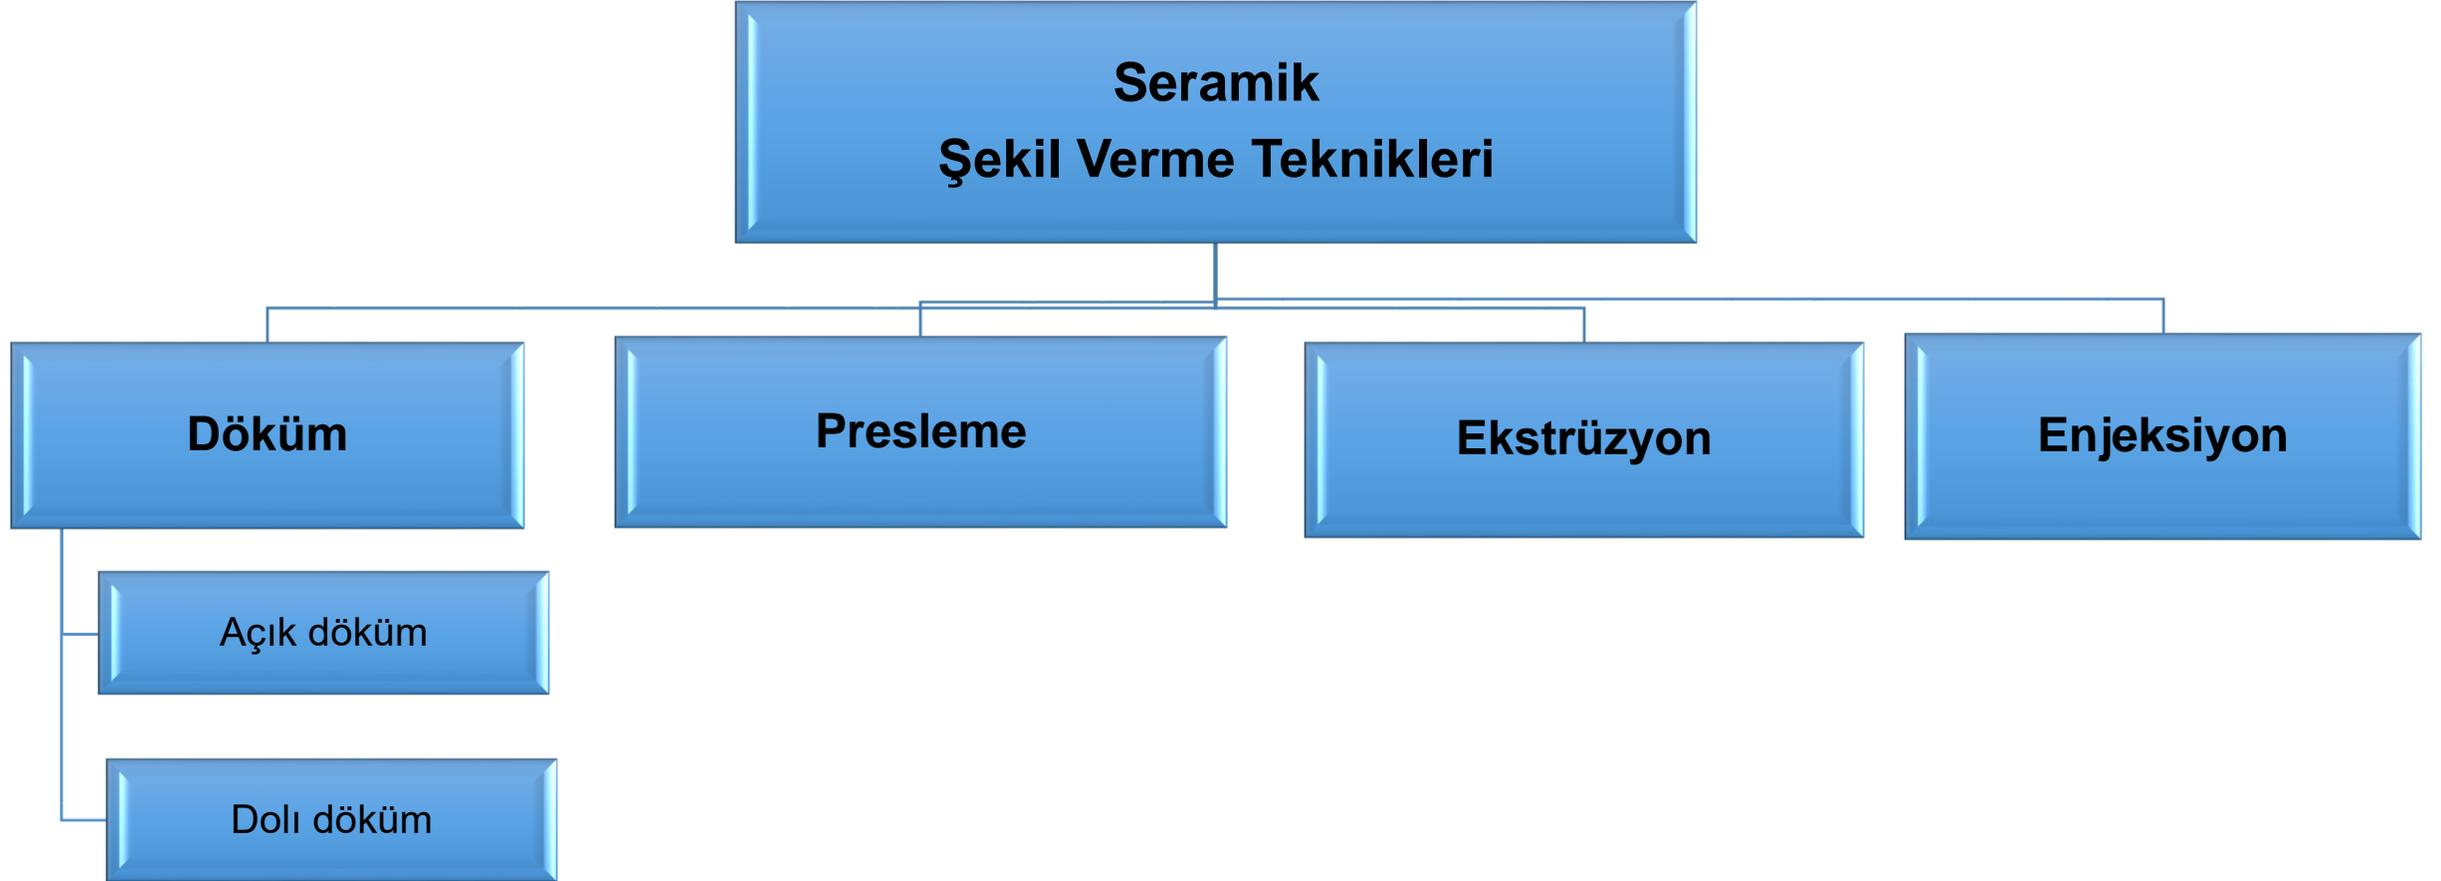 Seramik
Şekil Verme Teknikleri
Döküm
Presleme
Ekstrüzyon
Enjeksiyon
Açık döküm
Dolı döküm